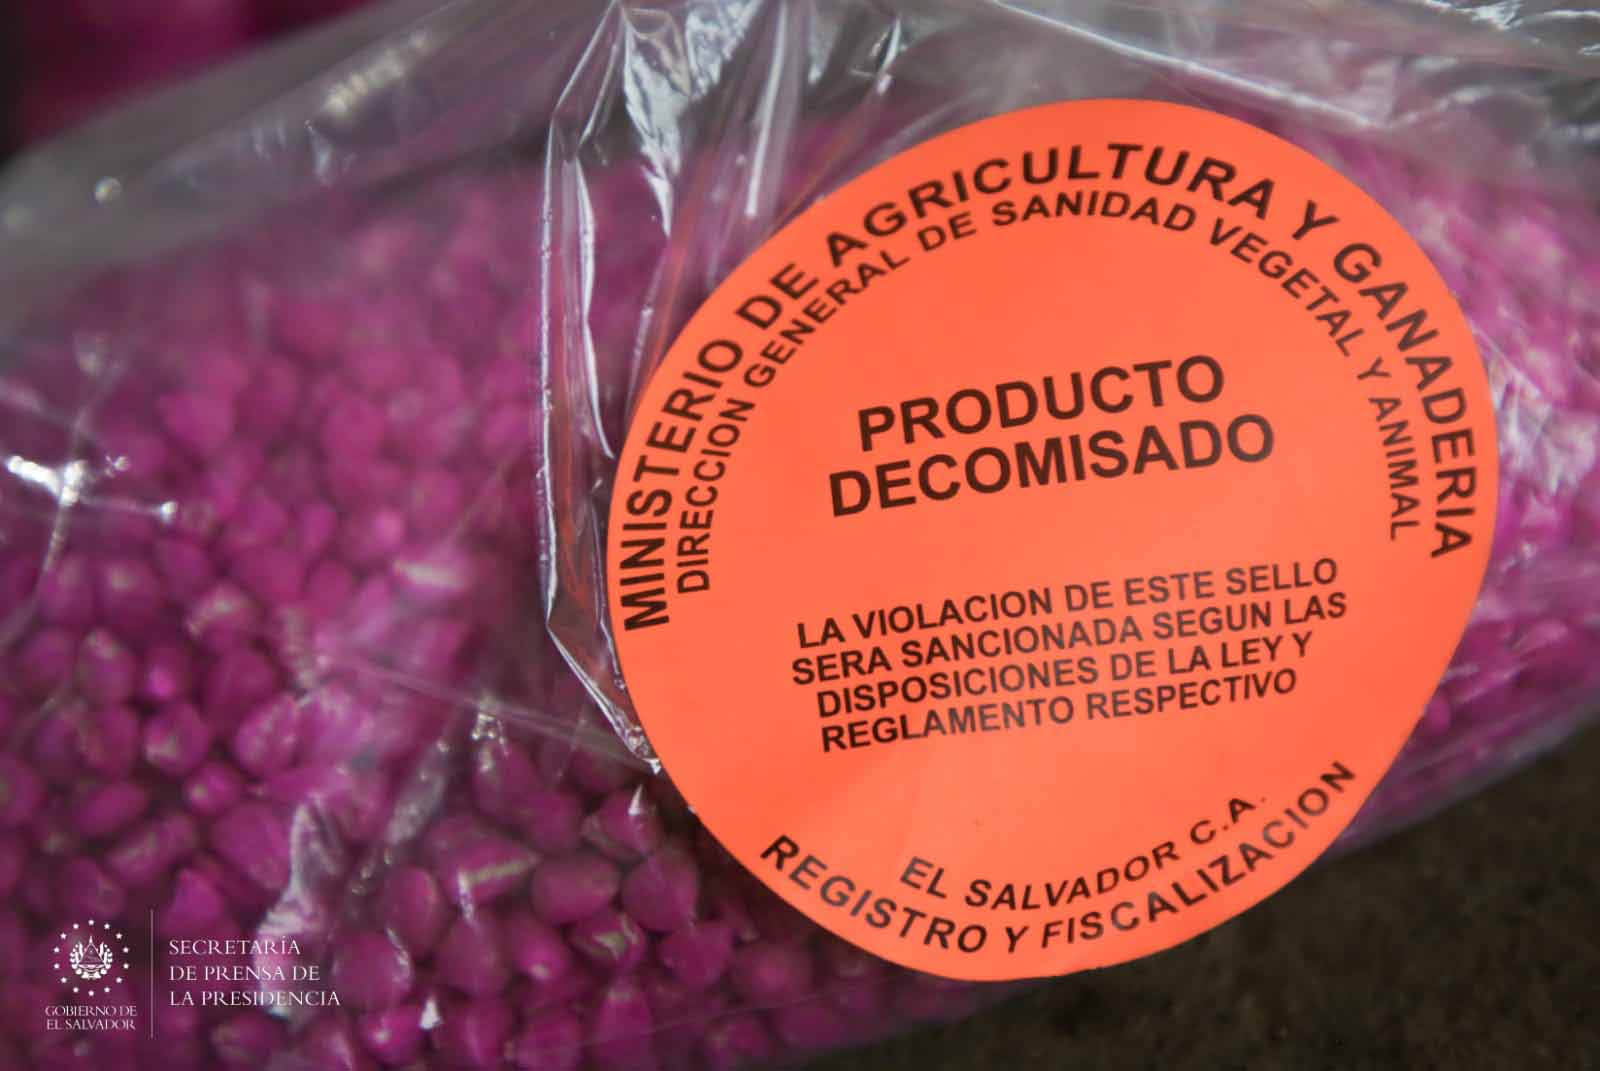 MINISTERIO DE AGRICULTURA Y GANADERIA
DIRECCION GENERAL DE SANIDAD VEGETAL Y ANIMAL
PRODUCTO
DECOMISADO
LA VIOLACION DE ESTE SELLO
SERA SANCIONADA SEGUN LAS
DISPOSICIONES DE LA LEY Y
REGLAMENTO RESPECTIVO
EL SALVADOR C.A.
REGISTRO Y FISCALIZACION
GOBIERNO DE
EL SALVADOR
SECRETARÍA
DE PRENSA DE
LA PRESIDENCIA